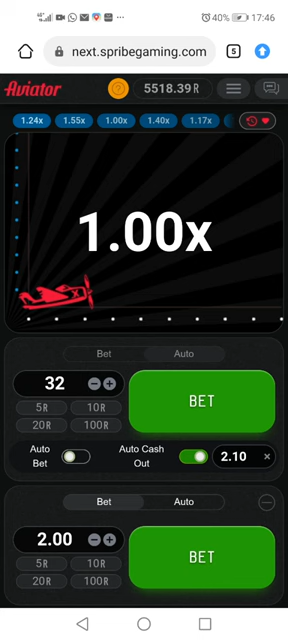 40% 17:46
next.spribegaming.com 5
Aviator ? 5518.39 R
1.24x 1.55x 1.00x 1.40x 1.17x
1.00x
Bet Auto
32
BET
5R 10R
20R 100R
Auto Bet
Auto Cash Out
2.10 ×
Bet Auto
2.00
BET
5R 10R
20R 100R